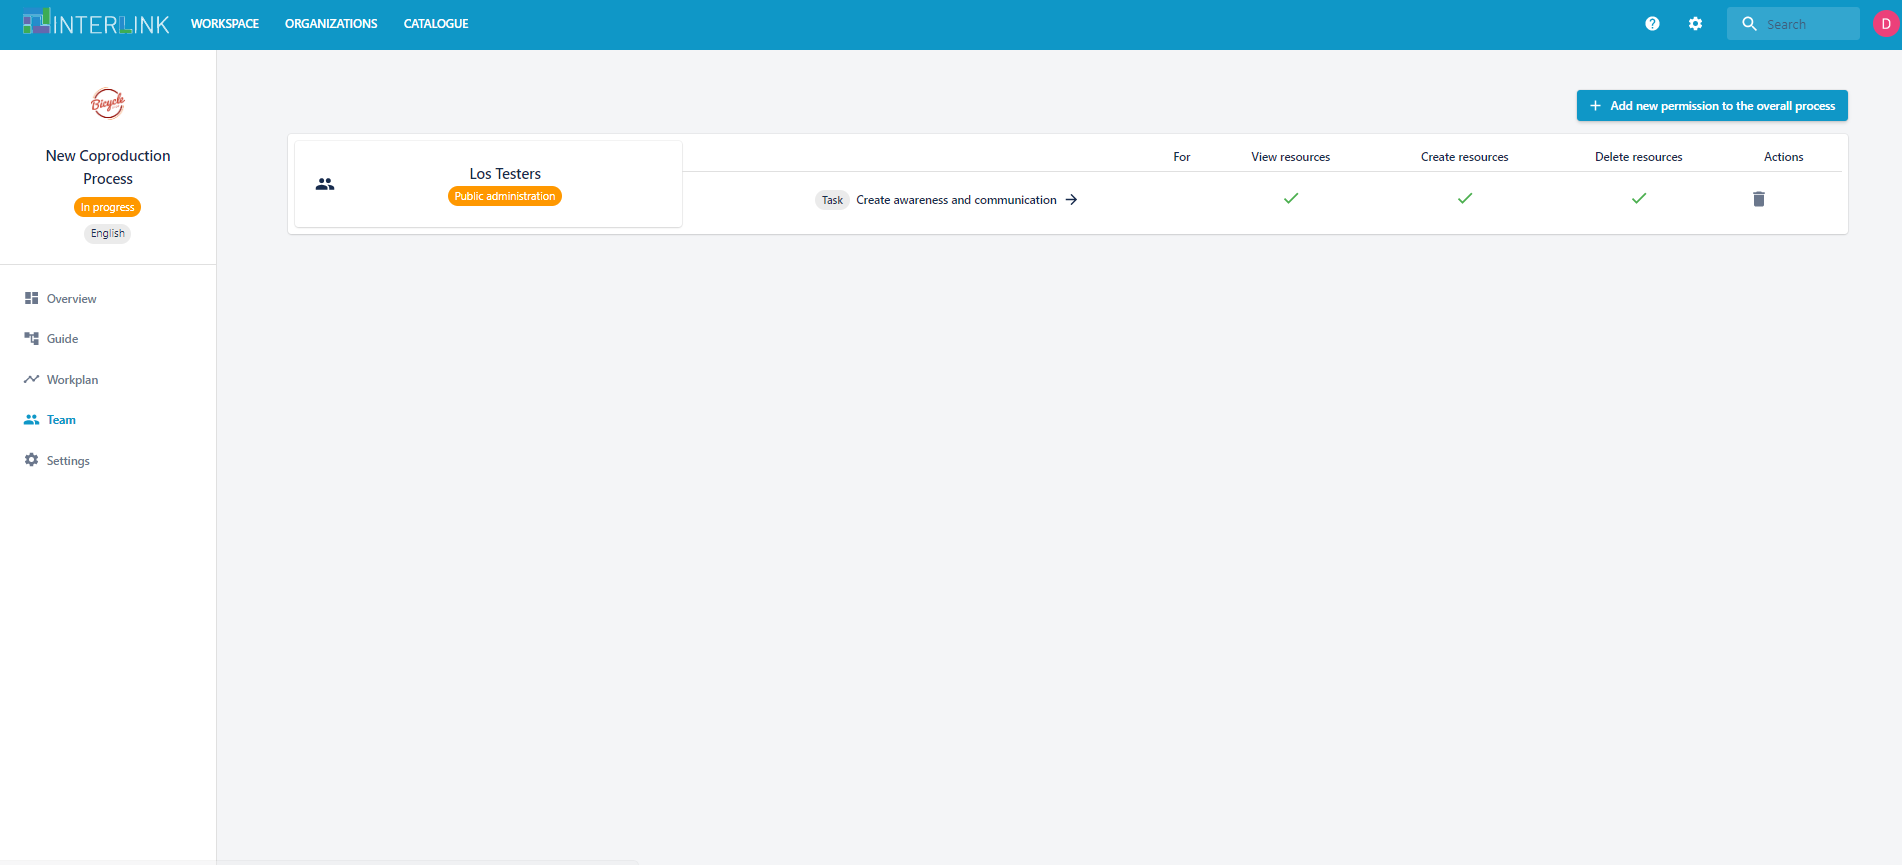 INTERLINK WORKSPACE ORGANIZATIONS CATALOGUE Search D
Bicycle
New Coproduction
Process
In progress
English
Overview
Guide
Workplan
Team
Settings
Add new permission to the overall process
For View resources Create resources Delete resources Actions
Los Testers
Public administration
Task Create awareness and communication